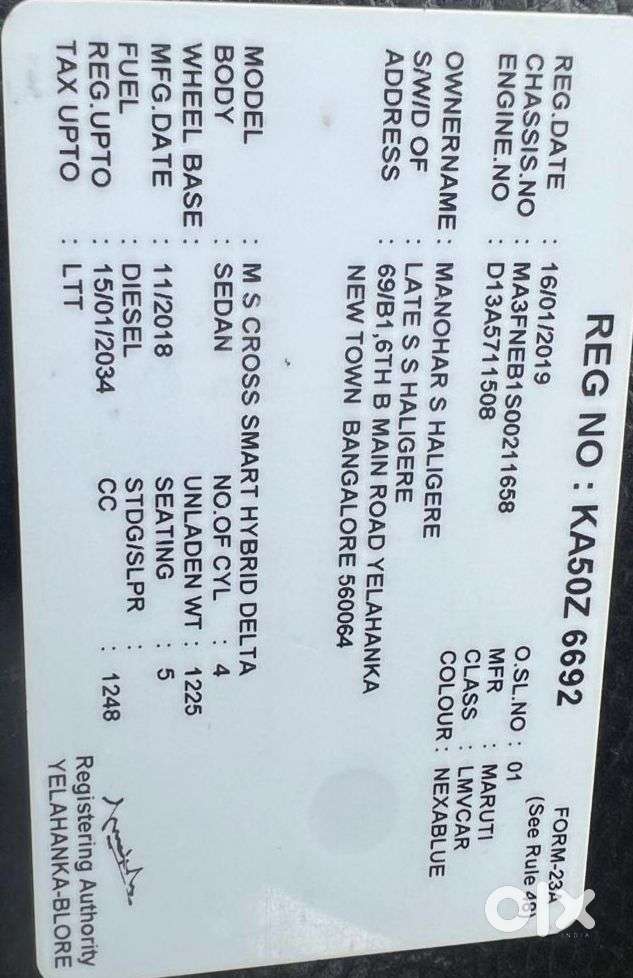 FORM-23A
REG NO : KA50Z 6692 (See Rule 48)
REG.DATE : 16/01/2019 O.SL.NO : 01
CHASSIS.NO : MA3FNEB1S00211658 MFR : MARUTI
ENGINE.NO : D13A5711508 CLASS : LMVCAR
COLOUR : NEXABLUE
OWNERNAME : MANOHAR S HALIGERE
S/W/D OF : LATE S S HALIGERE
ADDRESS : 69/B1,6TH B MAIN ROAD YELAHANKA
NEW TOWN BANGALORE 560064
MODEL : M S CROSS SMART HYBRID DELTA
BODY : SEDAN NO.OF CYL : 4
WHEEL BASE : UNLADEN WT : 1225
MFG.DATE : 11/2018 SEATING : 5
FUEL : DIESEL STDG/SLPR :
REG.UPTO : 15/01/2034 CC : 1248
TAX UPTO : LTT
Registering Authority
YELAHANKA-BLORE
olx
INDIA